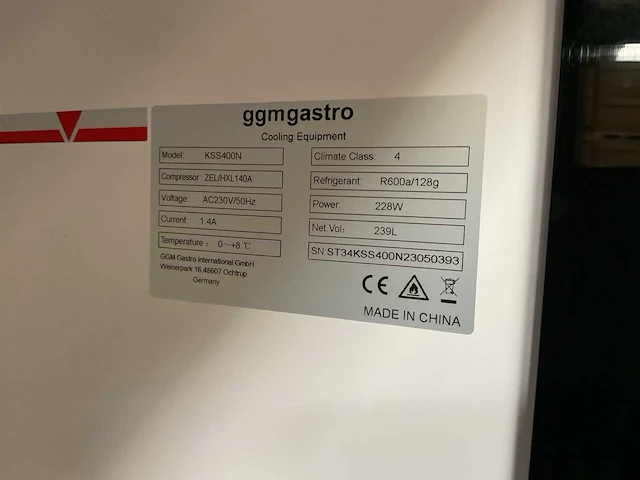 ggmgastro
Cooling Equipment
Model: KSS400N
Climate Class: 4
Compressor: ZEL/HXL140A
Refrigerant: R600a/128g
Voltage: AC230V/50Hz
Power: 228W
Current: 1.4A
Net Vol: 239L
Temperature: 0~+8 ℃
SN:ST34KSS400N23050393
GGM Gastro International GmbH
Weinerpark 16,48607 Ochtrup
Germany
CE
MADE IN CHINA